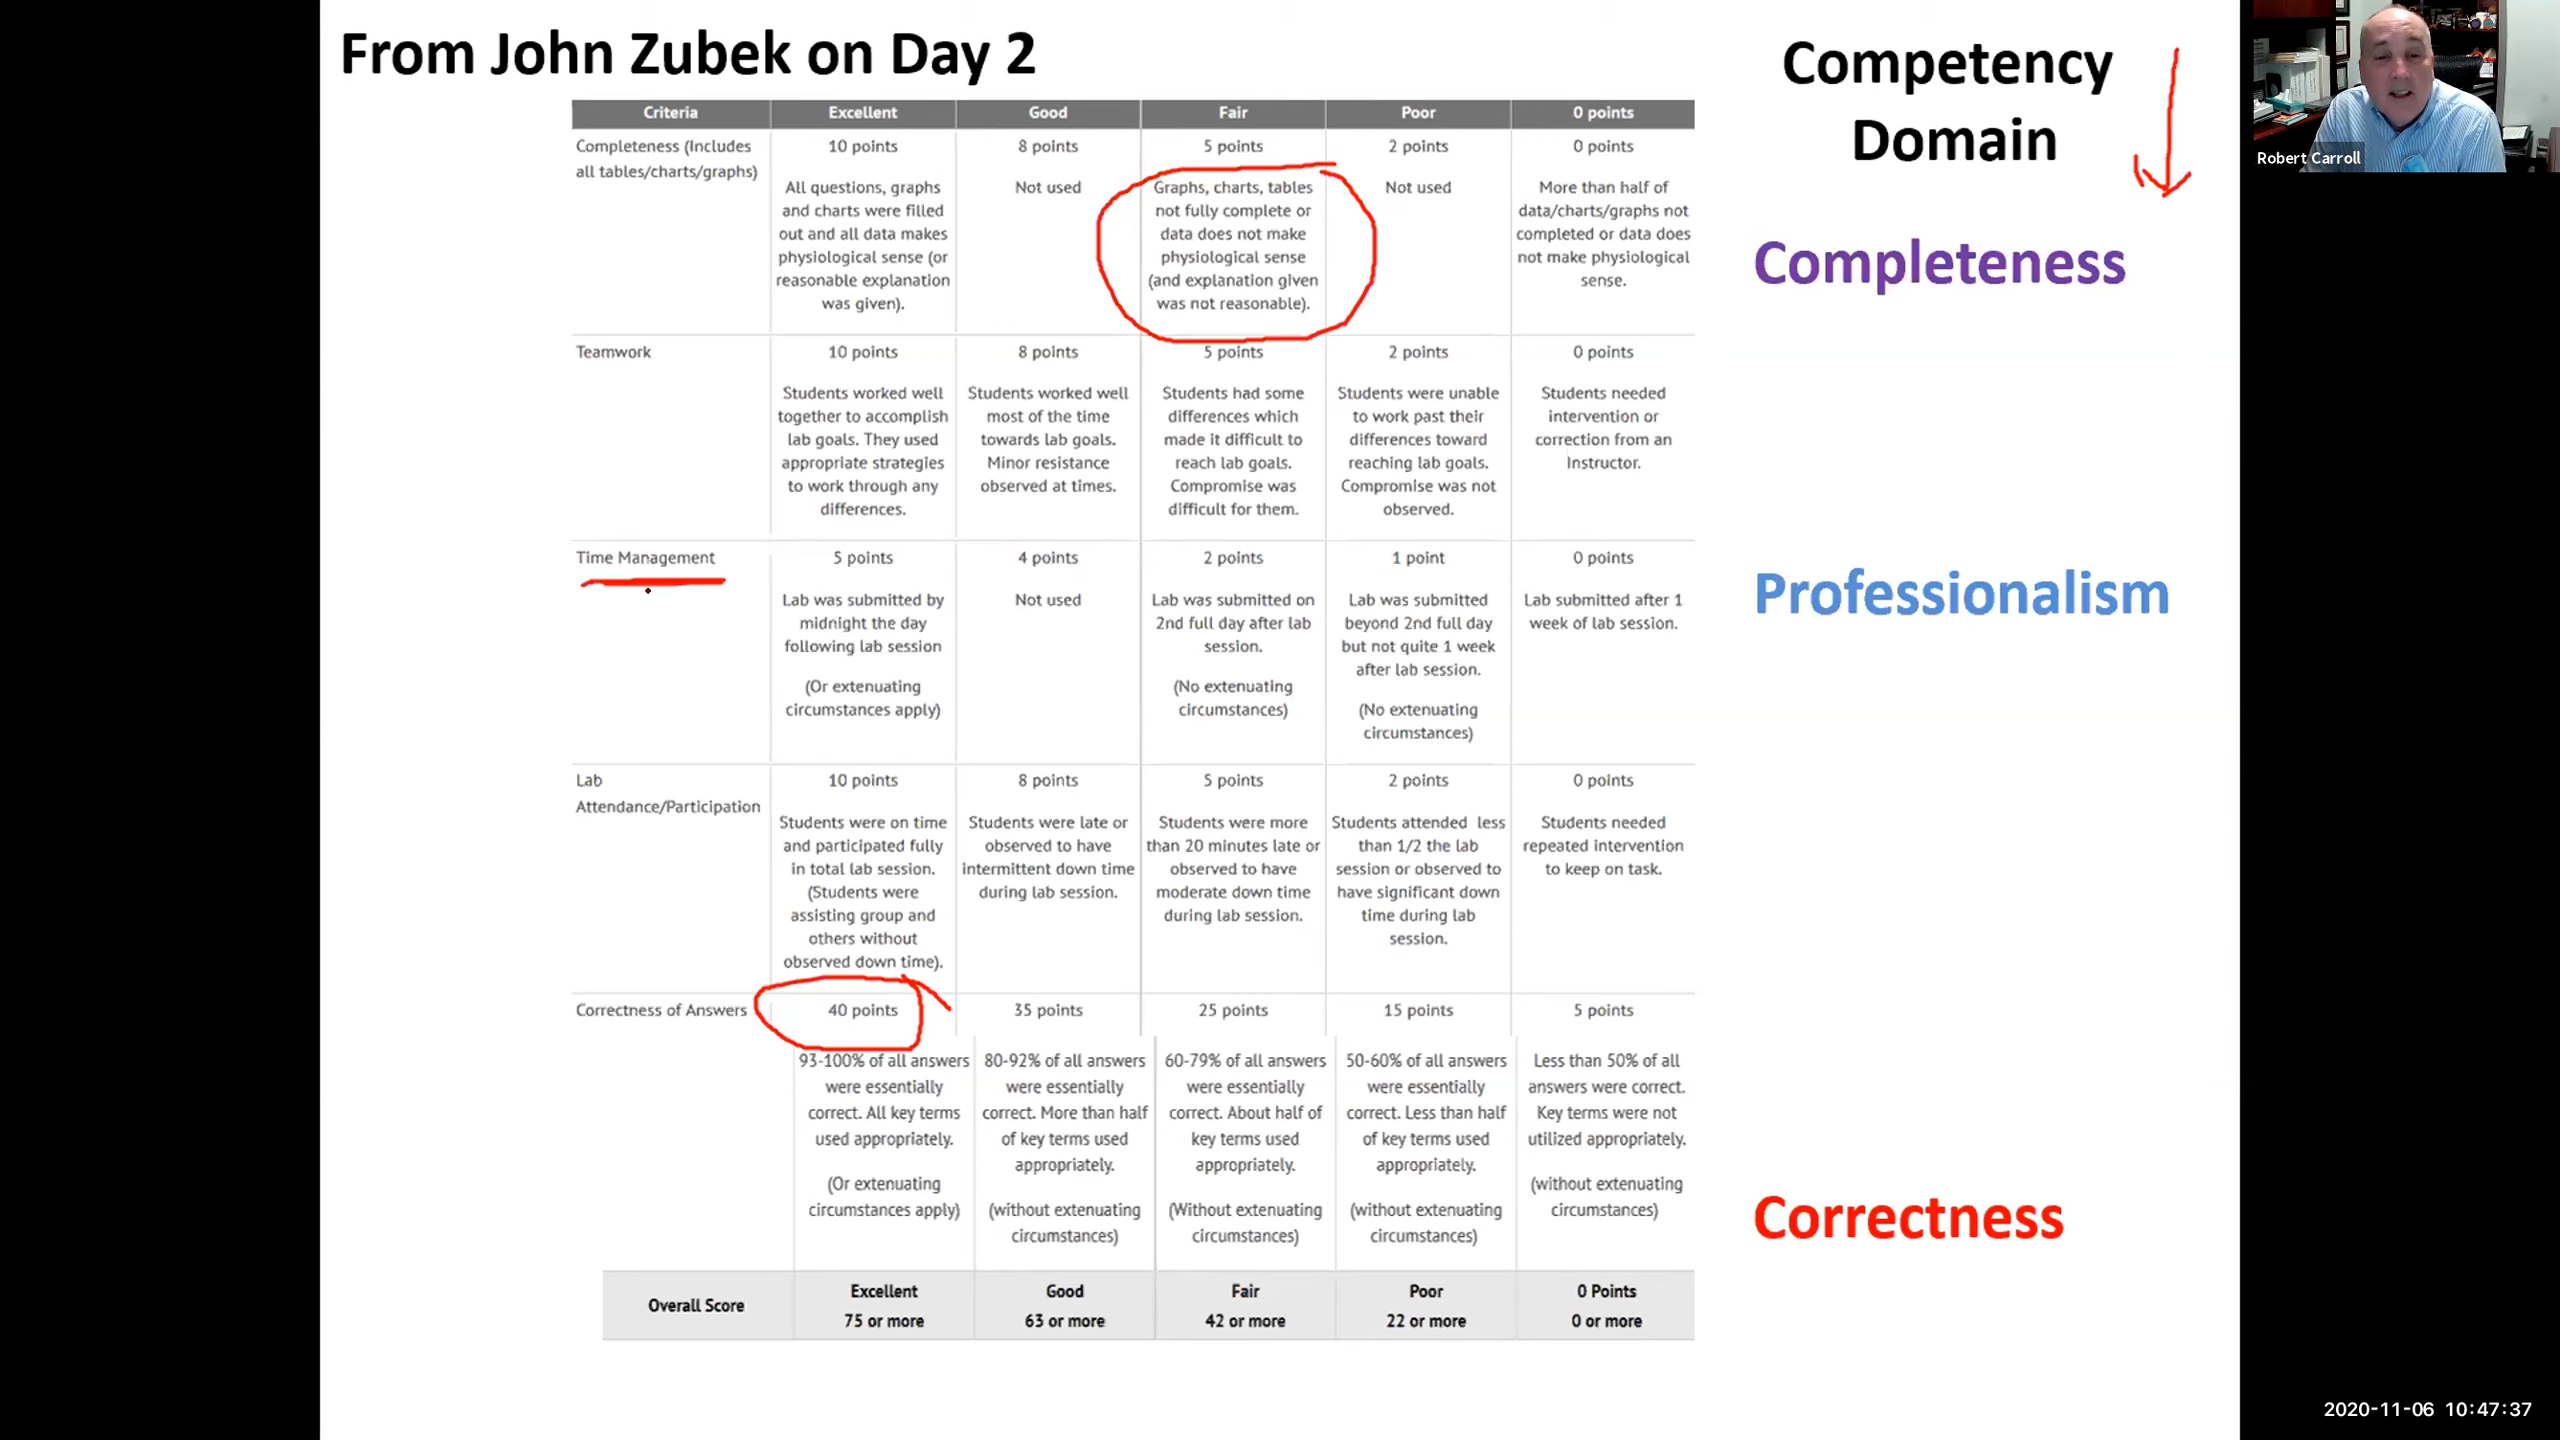 From John Zubek on Day 2
Competency
Domain
Robert Carroll
Criteria Excellent Good Fair Poor 0 points
Completeness (Includes
all tables/charts/graphs)
10 points
All questions, graphs
and charts were filled
out and all data makes
physiological sense (or
reasonable explanation
was given).
8 points
Not used
5 points
Graphs, charts, tables
not fully complete or
data does not make
physiological sense
(and explanation given
was not reasonable).
2 points
Not used
0 points
More than half of
data/charts/graphs not
completed or data does
not make physiological
sense.
Completeness
Teamwork
10 points
Students worked well
together to accomplish
lab goals. They used
appropriate strategies
to work through any
differences.
8 points
Students worked well
most of the time
towards lab goals.
Minor resistance
observed at times.
5 points
Students had some
differences which
made it difficult to
reach lab goals.
Compromise was
difficult for them.
2 points
Students were unable
to work past their
differences toward
reaching lab goals.
Compromise was not
observed.
0 points
Students needed
intervention or
correction from an
Instructor.
Time Management
5 points
Lab was submitted by
midnight the day
following lab session
(Or extenuating
circumstances apply)
4 points
Not used
2 points
Lab was submitted on
2nd full day after lab
session.
(No extenuating
circumstances)
1 point
Lab was submitted
beyond 2nd full day
but not quite 1 week
after lab session.
(No extenuating
circumstances)
0 points
Lab submitted after 1
week of lab session.
Professionalism
Lab
Attendance/Participation
10 points
Students were on time
and participated fully
in total lab session.
(Students were
assisting group and
others without
observed down time).
8 points
Students were late or
observed to have
intermittent down time
during lab session.
5 points
Students were more
than 20 minutes late or
observed to have
moderate down time
during lab session.
2 points
Students attended less
than 1/2 the lab
session or observed to
have significant down
time during lab
session.
0 points
Students needed
repeated intervention
to keep on task.
Correctness of Answers
40 points
93-100% of all answers
were essentially
correct. All key terms
used appropriately.
(Or extenuating
circumstances apply)
35 points
80-92% of all answers
were essentially
correct. More than half
of key terms used
appropriately.
(without extenuating
circumstances)
25 points
60-79% of all answers
were essentially
correct. About half of
key terms used
appropriately.
(Without extenuating
circumstances)
15 points
50-60% of all answers
were essentially
correct. Less than half
of key terms used
appropriately.
(without extenuating
circumstances)
5 points
Less than 50% of all
answers were correct.
Key terms were not
utilized appropriately.
(without extenuating
circumstances)
Correctness
Overall Score
Excellent
75 or more
Good
63 or more
Fair
42 or more
Poor
22 or more
0 Points
0 or more
2020-11-06 10:47:37